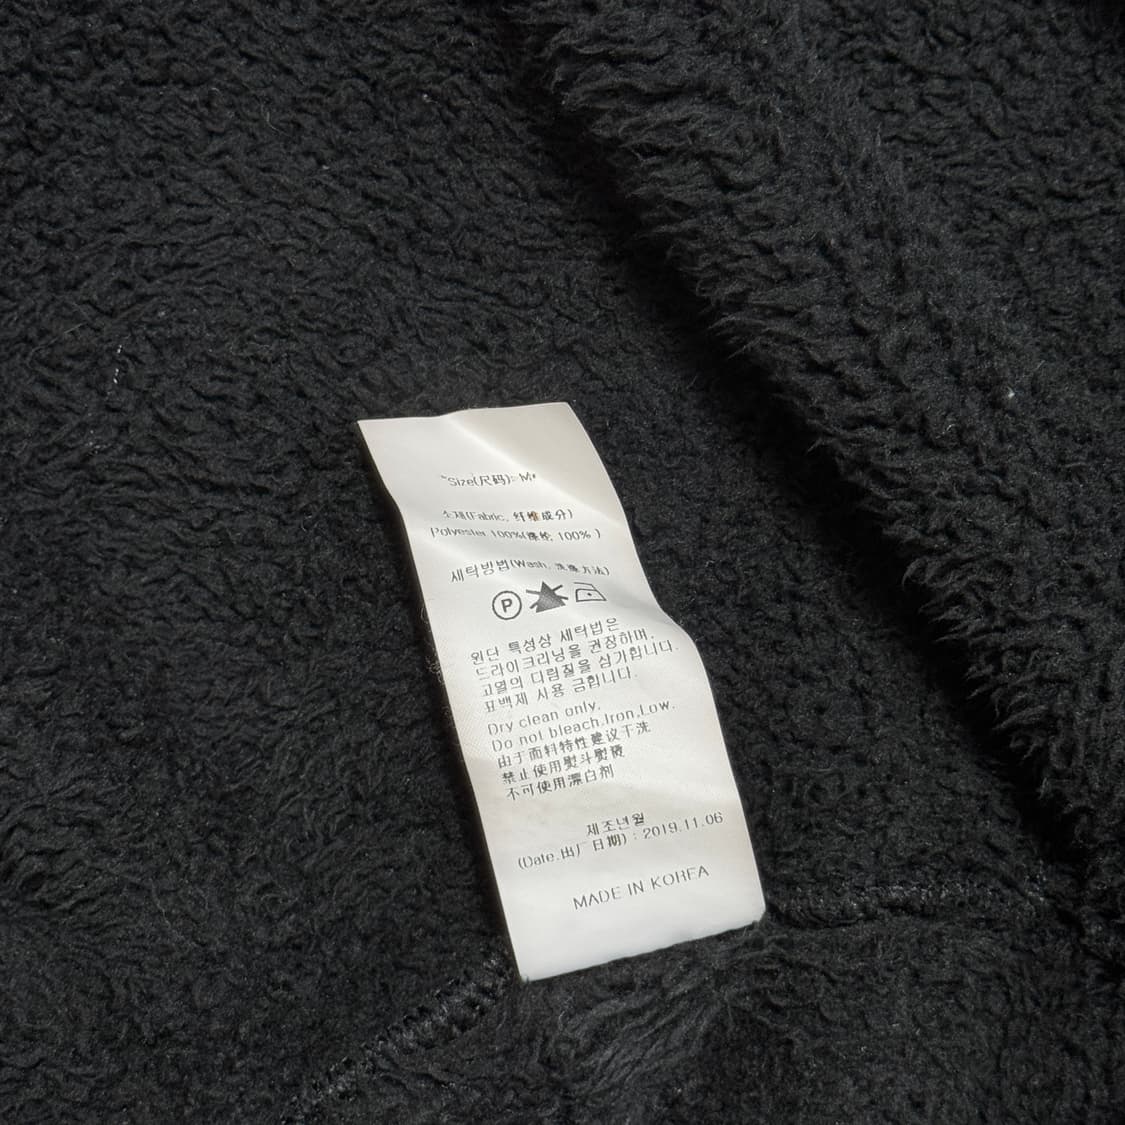 Size(尺码): M
소재(Fabric, 纤维成分)
Polyester 100%(涤纶, 100% )
세탁방법(Wash, 洗涤方法)
P
원단 특성상 세탁법은
드라이크리닝을 권장하며,
고열의 다림질을 삼가합니다.
표백제 사용 금합니다.
Dry clean only,
Do not bleach,Iron,Low.
由于面料特性建议干洗
禁止使用熨斗熨烫
不可使用漂白剂
제조년월
(Date.出厂日期) : 2019.11.06
MADE IN KOREA